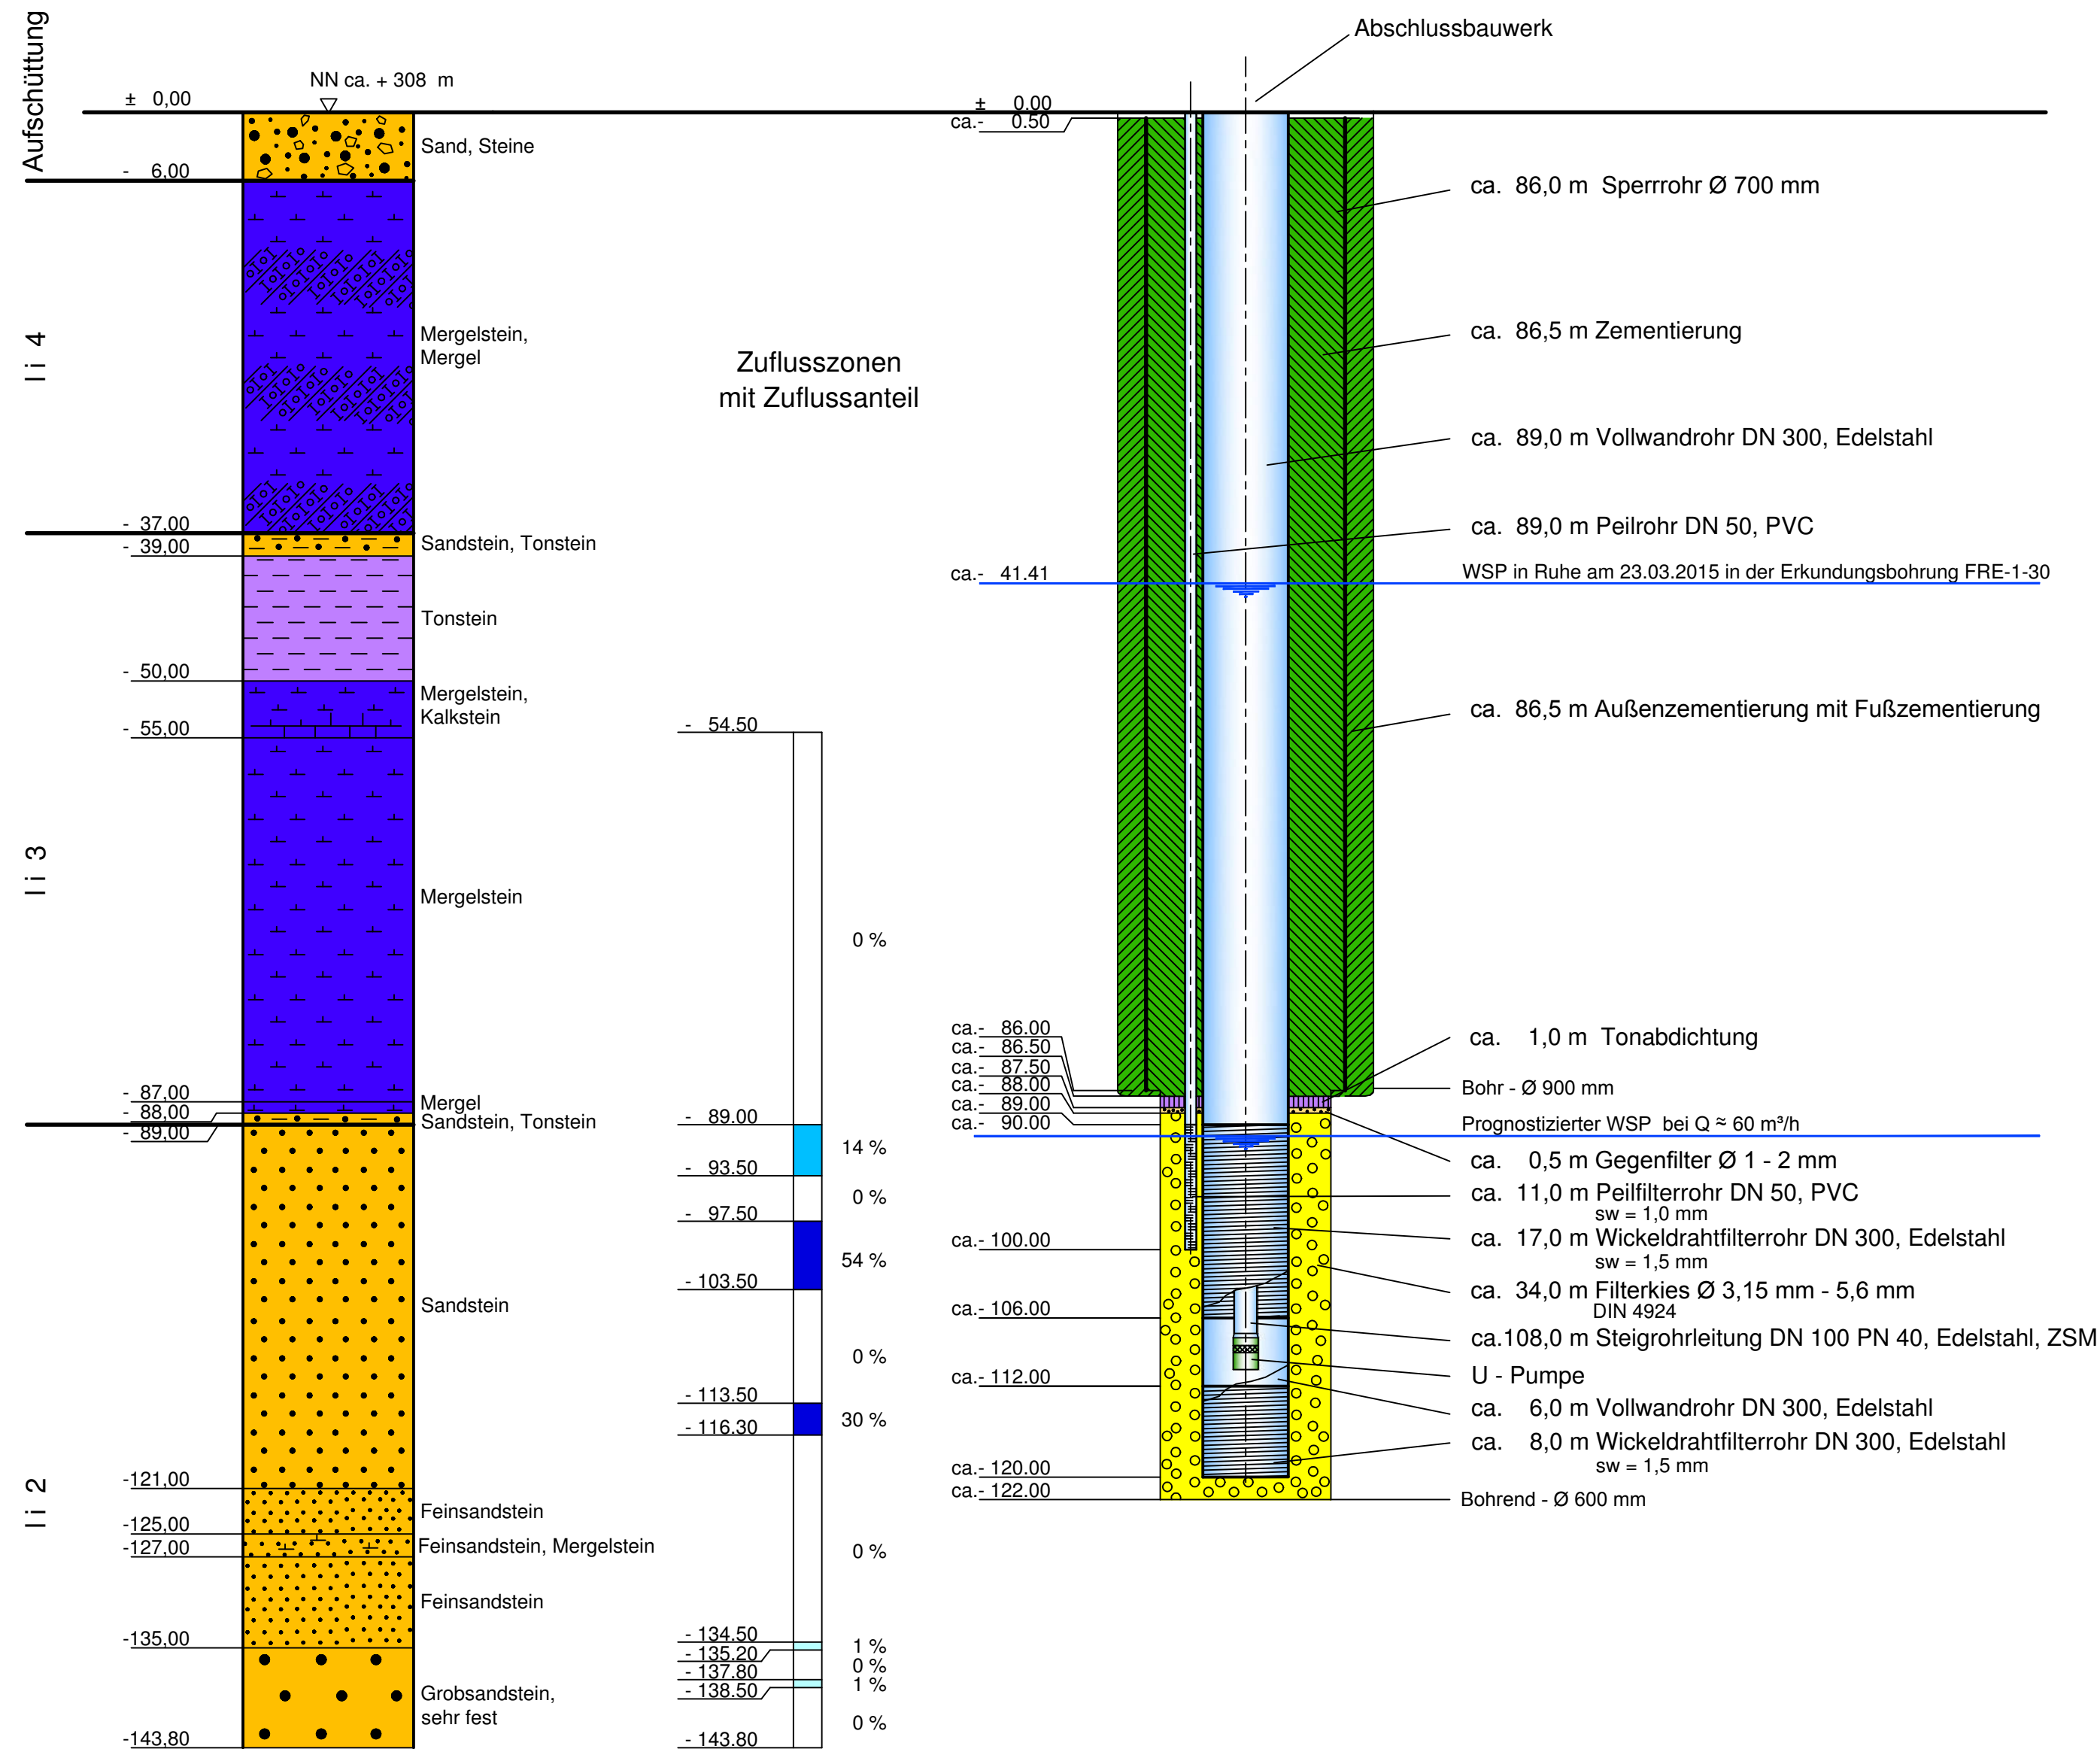 Aufschüttung
li 4
li 3
li 2
NN ca. + 308 m
± 0,00
- 6,00
- 37,00
- 39,00
- 50,00
- 55,00
- 87,00
- 88,00
- 89,00
-121,00
-125,00
-127,00
-135,00
-143,80
Sand, Steine
Mergelstein,
Mergel
Sandstein, Tonstein
Tonstein
Mergelstein,
Kalkstein
Mergelstein
Mergel
Sandstein, Tonstein
Sandstein
Feinsandstein
Feinsandstein, Mergelstein
Feinsandstein
Grobsandstein,
sehr fest
Zuflusszonen
mit Zuflussanteil
- 54.50
- 89.00
- 93.50
- 97.50
- 103.50
- 113.50
- 116.30
- 134.50
- 135.20
- 137.80
- 138.50
- 143.80
0 %
14 %
0 %
54 %
0 %
30 %
0 %
1 %
0 %
1 %
0 %
± 0.00
ca.- 0.50
ca.- 41.41
ca.- 86.00
ca.- 86.50
ca.- 87.50
ca.- 88.00
ca.- 89.00
ca.- 90.00
ca.- 100.00
ca.- 106.00
ca.- 112.00
ca.- 120.00
ca.- 122.00
Abschlussbauwerk
ca. 86,0 m Sperrrohr Ø 700 mm
ca. 86,5 m Zementierung
ca. 89,0 m Vollwandrohr DN 300, Edelstahl
ca. 89,0 m Peilrohr DN 50, PVC
WSP in Ruhe am 23.03.2015 in der Erkundungsbohrung FRE-1-30
ca. 86,5 m Außenzementierung mit Fußzementierung
ca. 1,0 m Tonabdichtung
Bohr - Ø 900 mm
Prognostizierter WSP bei Q ≈ 60 m³/h
ca. 0,5 m Gegenfilter Ø 1 - 2 mm
ca. 11,0 m Peilfilterrohr DN 50, PVC
sw = 1,0 mm
ca. 17,0 m Wickeldrahtfilterrohr DN 300, Edelstahl
sw = 1,5 mm
ca. 34,0 m Filterkies Ø 3,15 mm - 5,6 mm
DIN 4924
ca.108,0 m Steigrohrleitung DN 100 PN 40, Edelstahl, ZSM
U - Pumpe
ca. 6,0 m Vollwandrohr DN 300, Edelstahl
ca. 8,0 m Wickeldrahtfilterrohr DN 300, Edelstahl
sw = 1,5 mm
Bohrend - Ø 600 mm